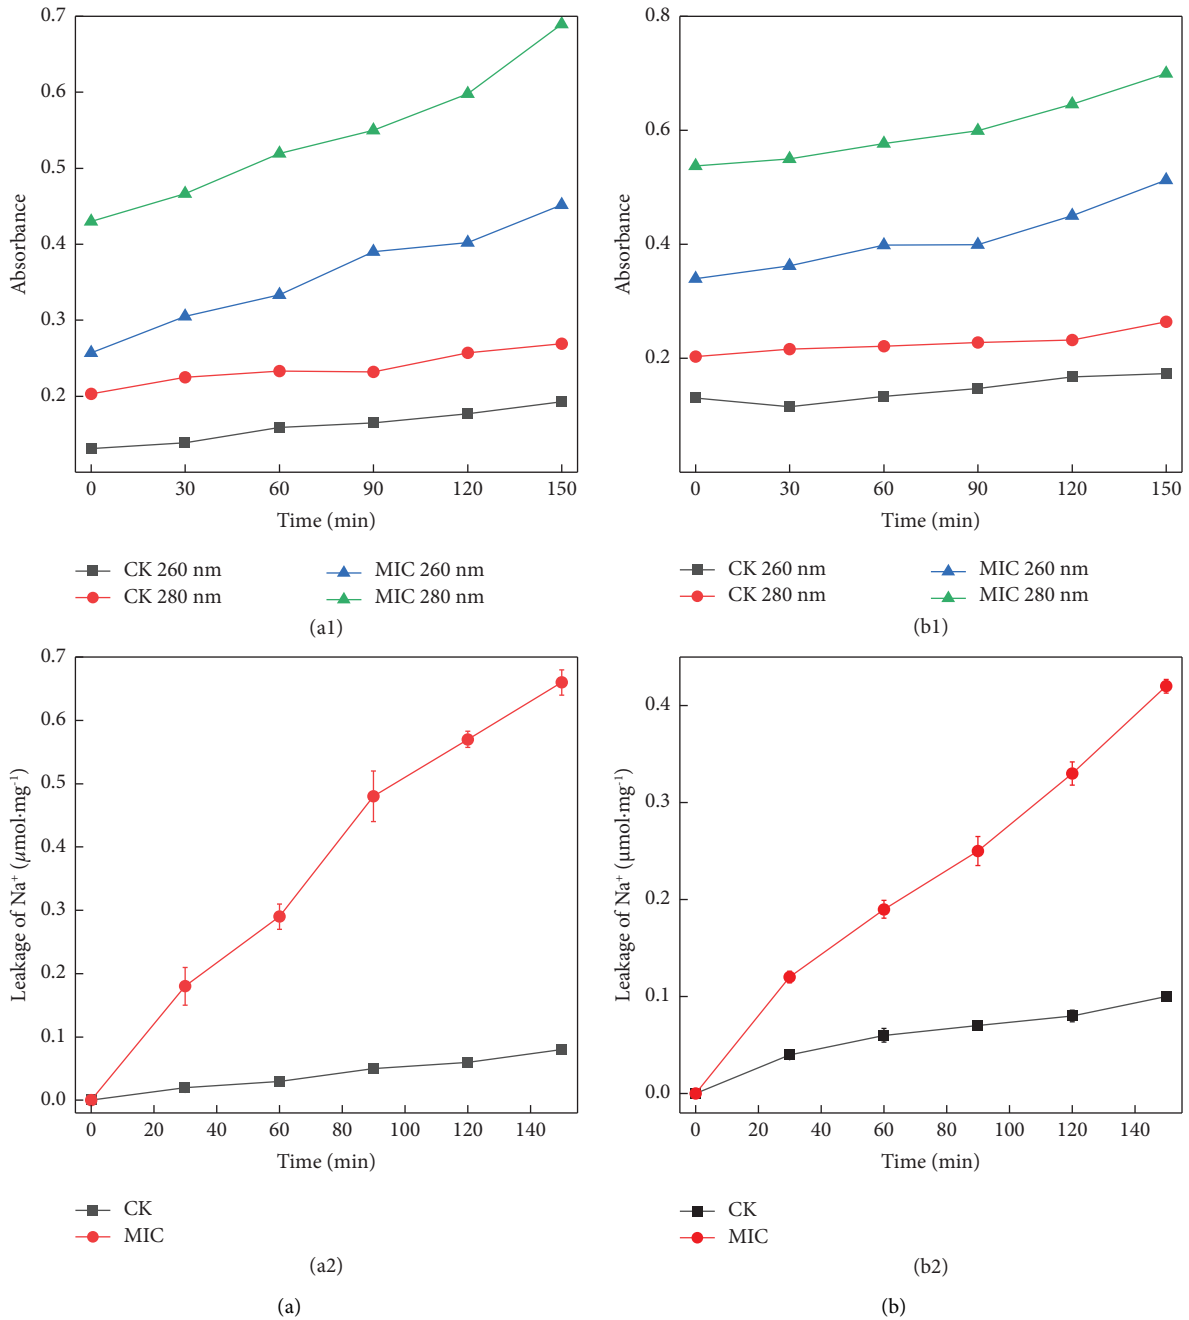 0.7
0.6
0.5
0.4
0.3
0.2
Absorbance
0 30 60 90 120 150
Time (min)
CK 260 nm MIC 260 nm
CK 280 nm MIC 280 nm
(a1)
0.8
0.6
0.4
0.2
Absorbance
0 30 60 90 120 150
Time (min)
CK 260 nm MIC 260 nm
CK 280 nm MIC 280 nm
(b1)
0.7
0.6
0.5
0.4
0.3
0.2
0.1
0.0
Leakage of Na⁺ (μmol·mg⁻¹)
0 20 40 60 80 100 120 140
Time (min)
CK
MIC
(a2)
(a)
0.4
0.3
0.2
0.1
0.0
Leakage of Na⁺ (μmol·mg⁻¹)
0 20 40 60 80 100 120 140
Time (min)
CK
MIC
(b2)
(b)